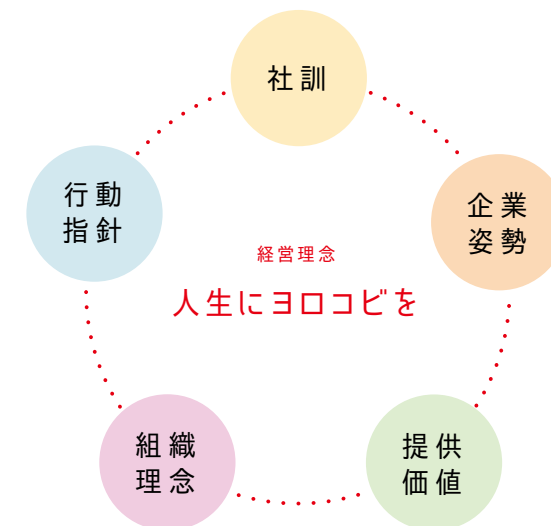 社訓
企業
姿勢
提供
価値
組織
理念
行動
指針
経営理念
人生にヨロコビを